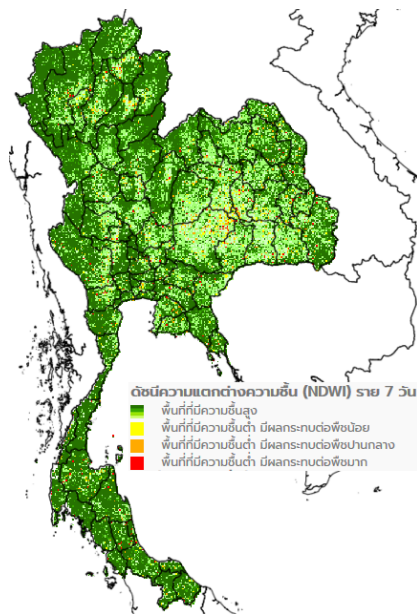 ดัชนีความแตกต่างความชื้น (NDWI) ราย 7 วัน
พื้นที่ที่มีความชื้นสูง
พื้นที่ที่มีความชื้นต่ำ มีผลกระทบต่อพืชน้อย
พื้นที่ที่มีความชื้นต่ำ มีผลกระทบต่อพืชปานกลาง
พื้นที่ที่มีความชื้นต่ำ มีผลกระทบต่อพืชมาก